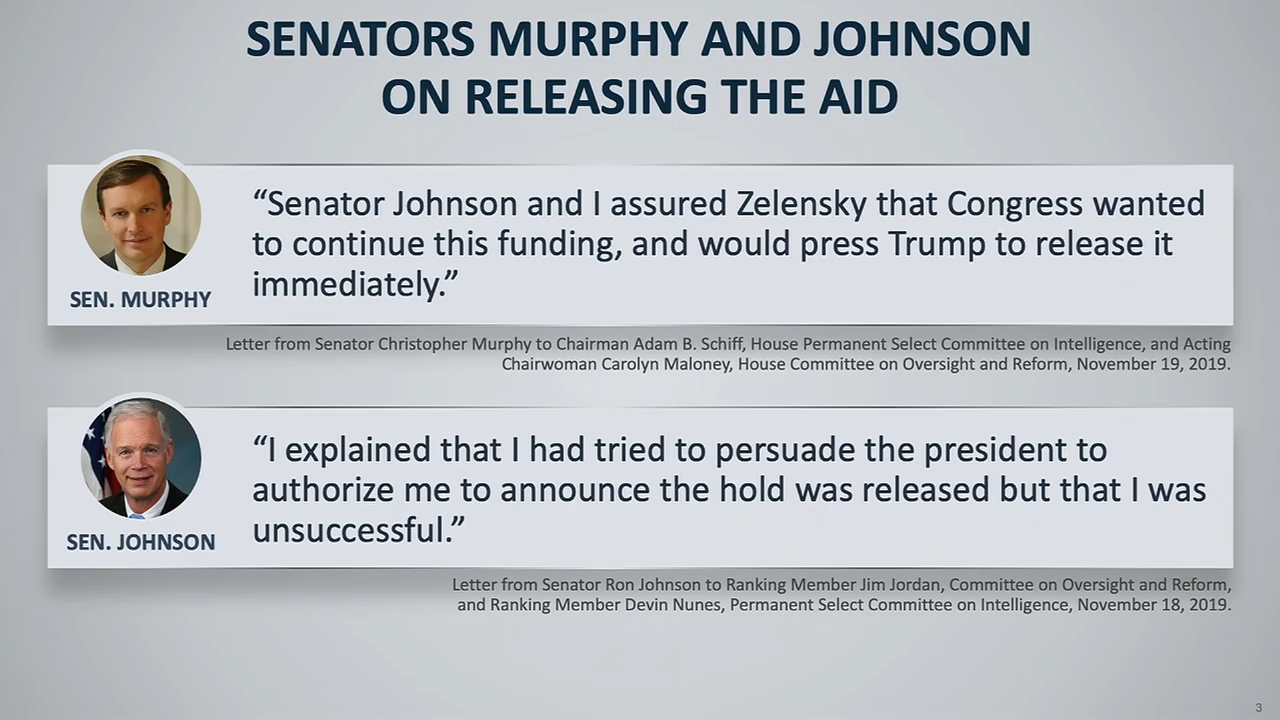 SENATORS MURPHY AND JOHNSON
ON RELEASING THE AID
“Senator Johnson and I assured Zelensky that Congress wanted
to continue this funding, and would press Trump to release it
immediately.”
SEN. MURPHY
Letter from Senator Christopher Murphy to Chairman Adam B. Schiff, House Permanent Select Committee on Intelligence, and Acting
Chairwoman Carolyn Maloney, House Committee on Oversight and Reform, November 19, 2019.
“I explained that I had tried to persuade the president to
authorize me to announce the hold was released but that I was
unsuccessful.”
SEN. JOHNSON
Letter from Senator Ron Johnson to Ranking Member Jim Jordan, Committee on Oversight and Reform,
and Ranking Member Devin Nunes, Permanent Select Committee on Intelligence, November 18, 2019.
3